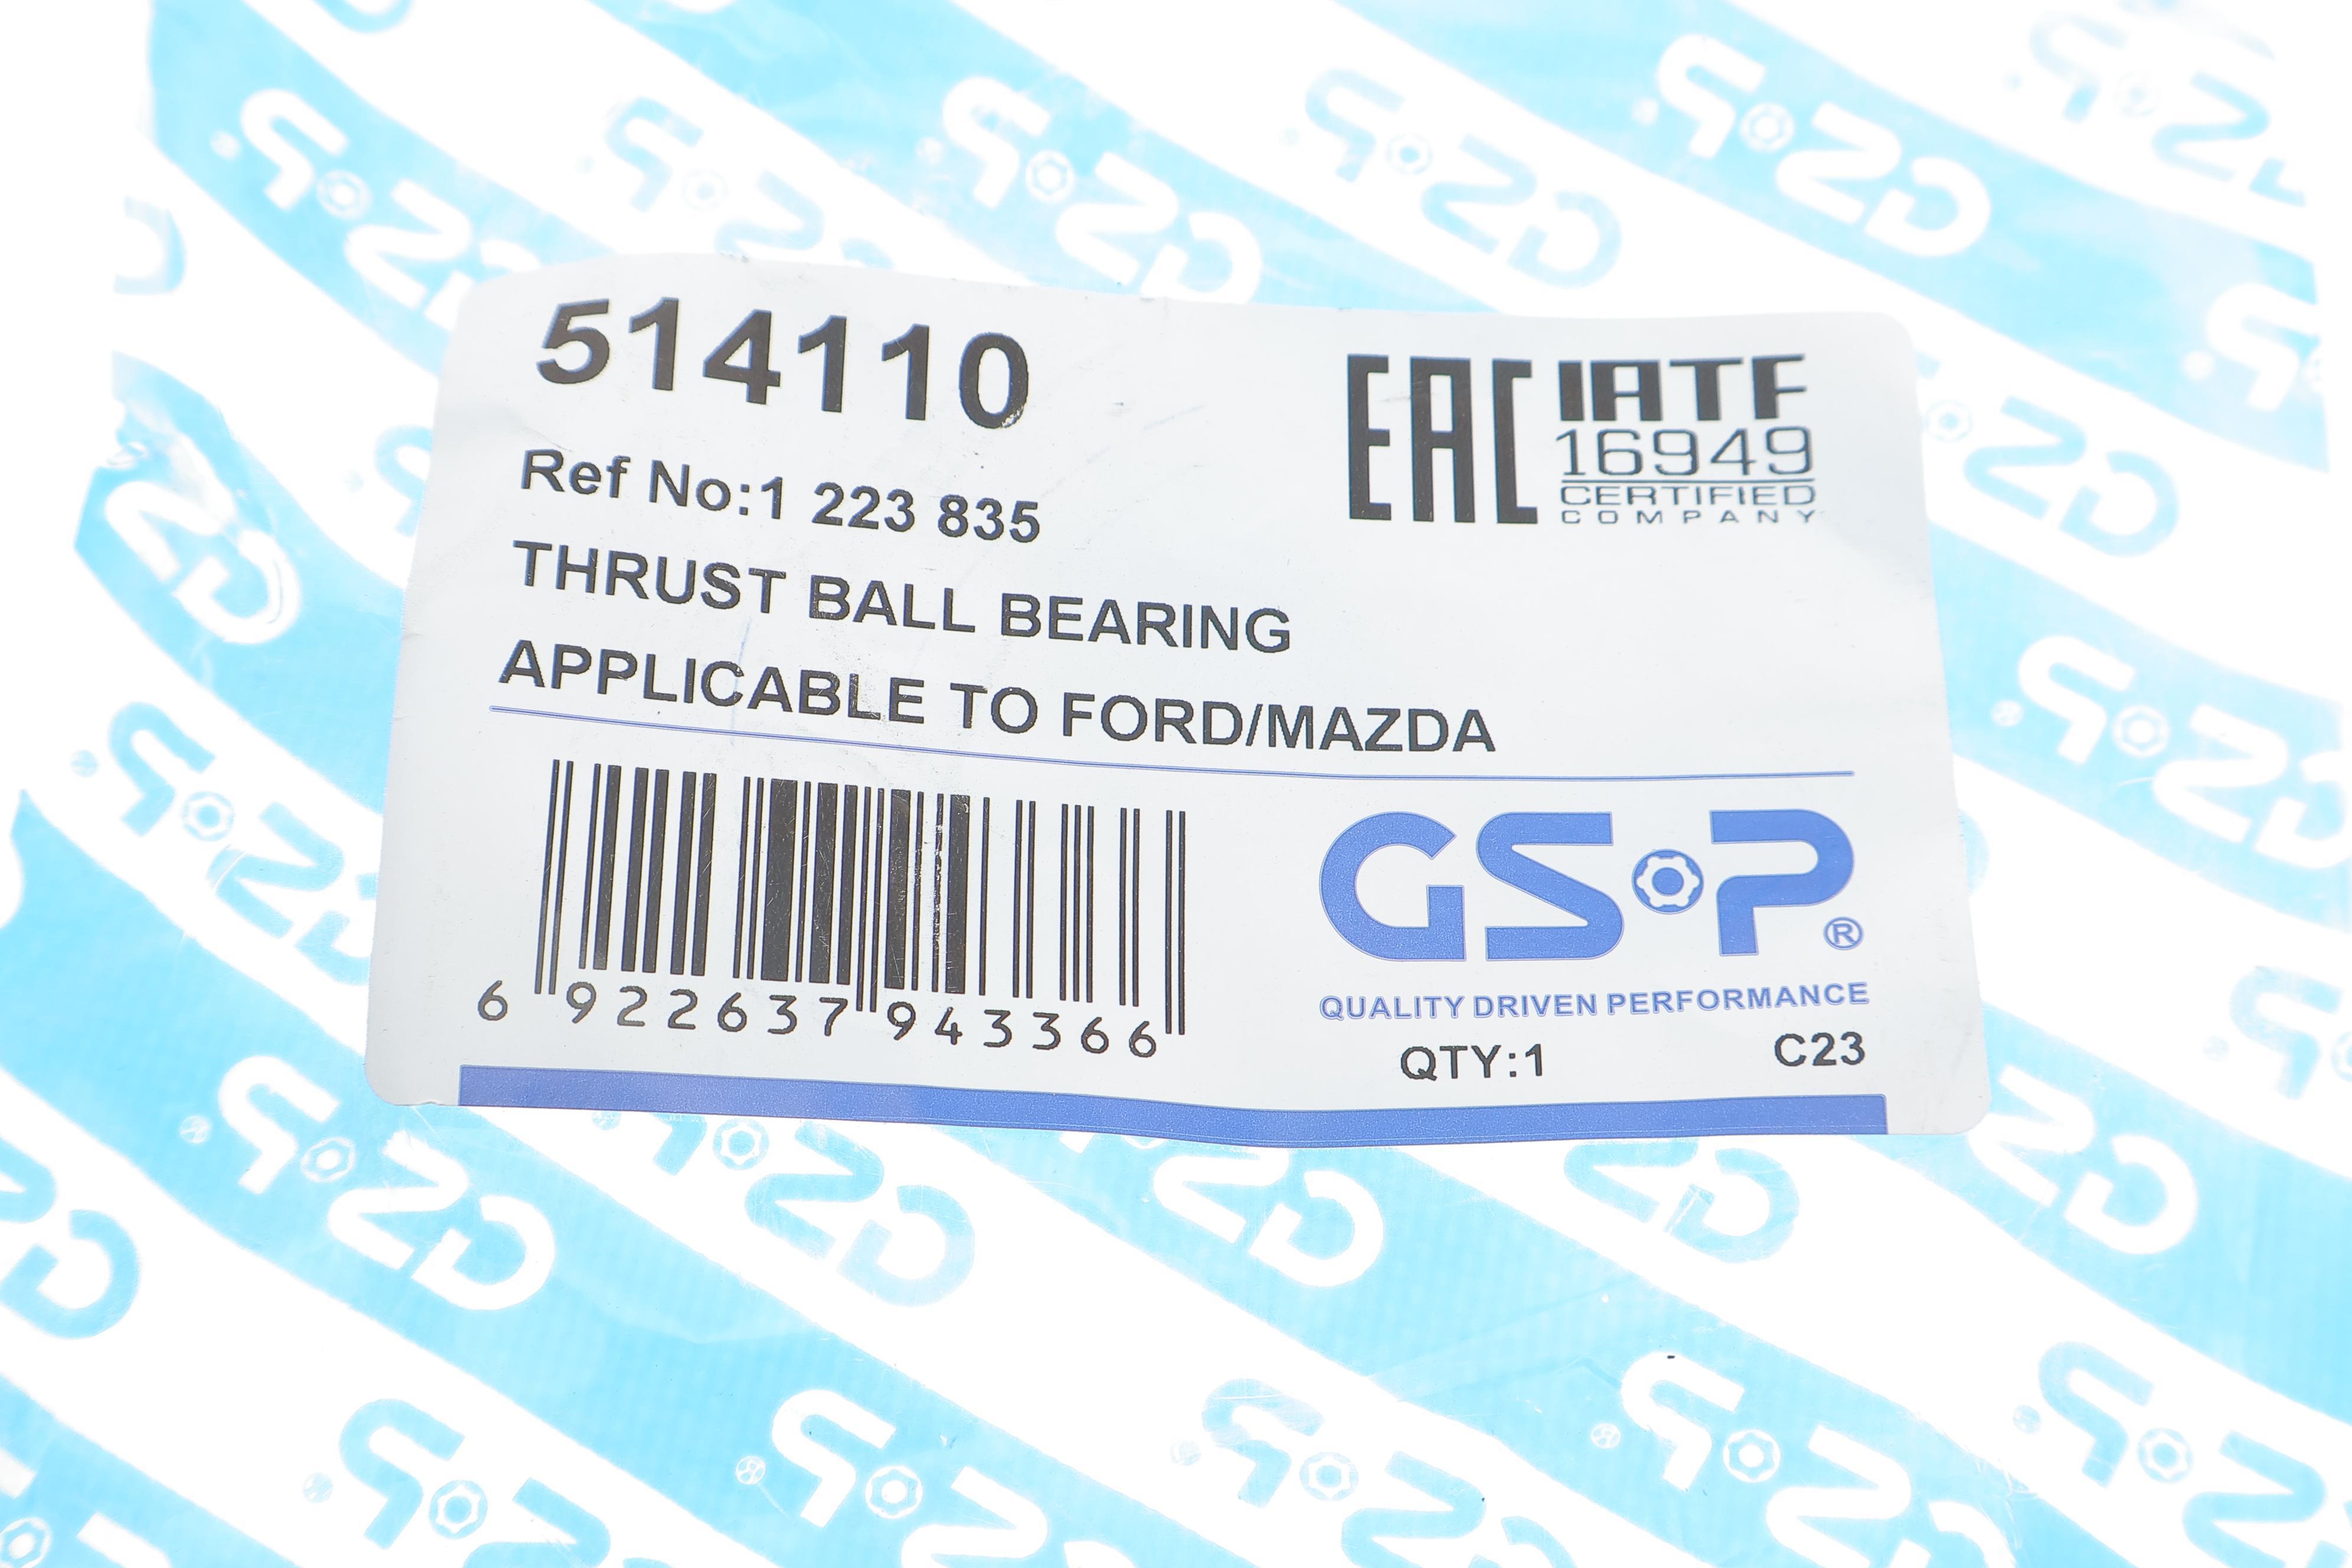 514110
Ref No:1 223 835
THRUST BALL BEARING
APPLICABLE TO FORD/MAZDA
EAC
IATF
16949
CERTIFIED
COMPANY
6 922637 943366
GSP®
QUALITY DRIVEN PERFORMANCE
QTY:1 C23